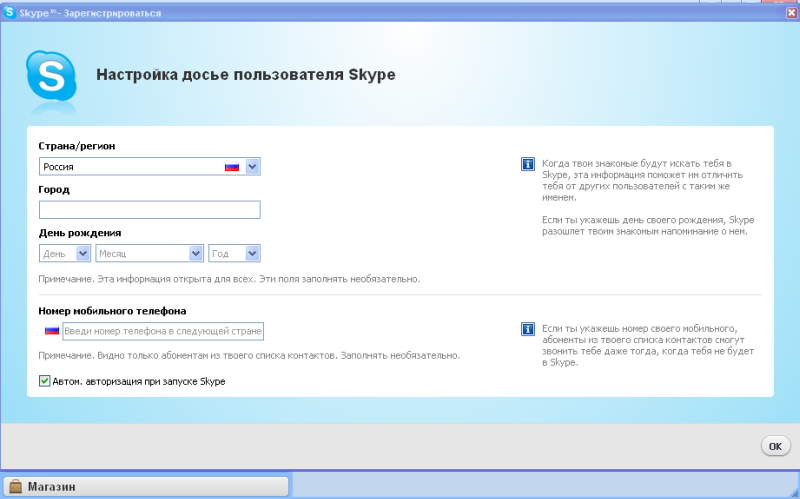 Skype™ - Зарегистрироваться
Настройка досье пользователя Skype
Страна/регион
Россия
Город
День рождения
День Месяц Год
Примечание. Эта информация открыта для всех. Эти поля заполнять необязательно.
Когда твои знакомые будут искать тебя в
Skype, эта информация поможет им отличить
тебя от других пользователей с таким же
именем.
Если ты укажешь день своего рождения, Skype
разошлет твоим знакомым напоминание о нем.
Номер мобильного телефона
Введи номер телефона в следующей стране
Примечание. Видно только абонентам из твоего списка контактов. Заполнять необязательно.
Автом. авторизация при запуске Skype
Если ты укажешь номер своего мобильного,
абоненты из твоего списка контактов смогут
звонить тебе даже тогда, когда тебя не будет
в Skype.
OK
Магазин